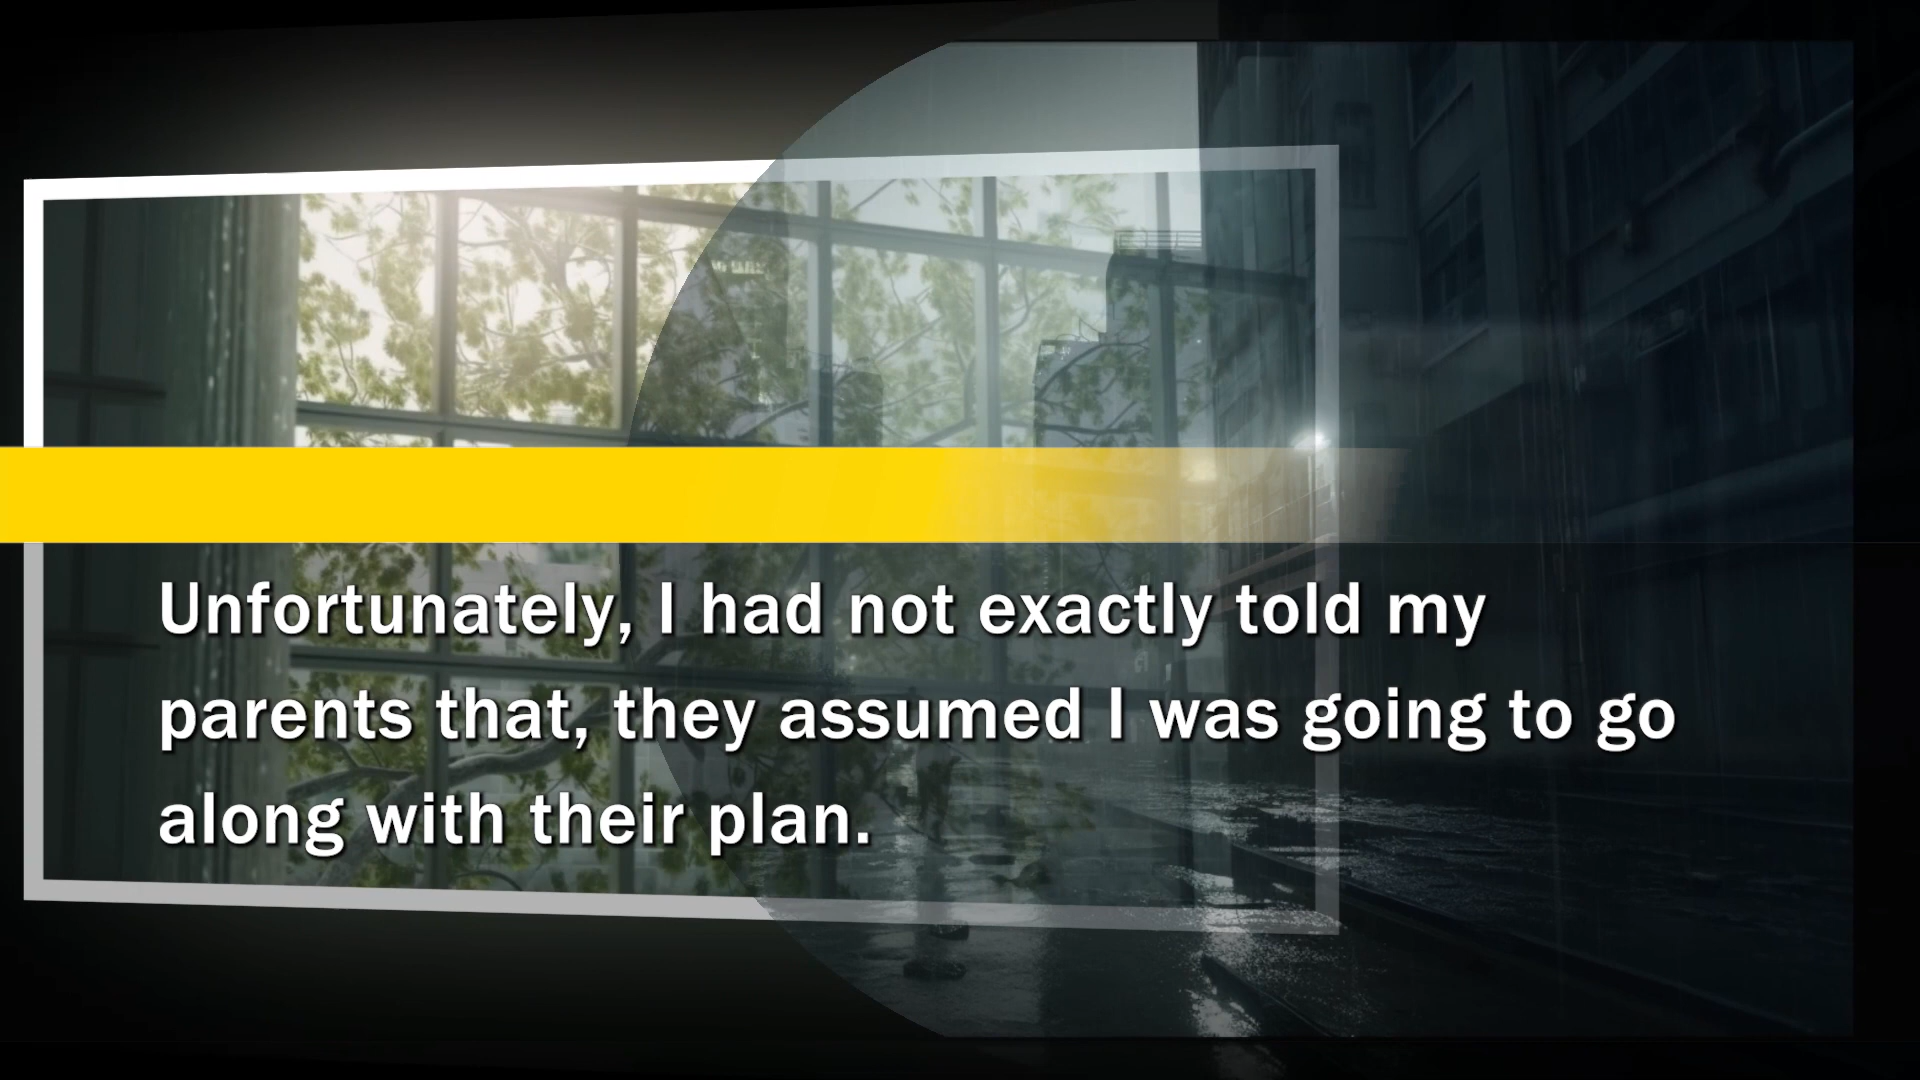 Unfortunately, I had not exactly told my
parents that, they assumed I was going to go
along with their plan.